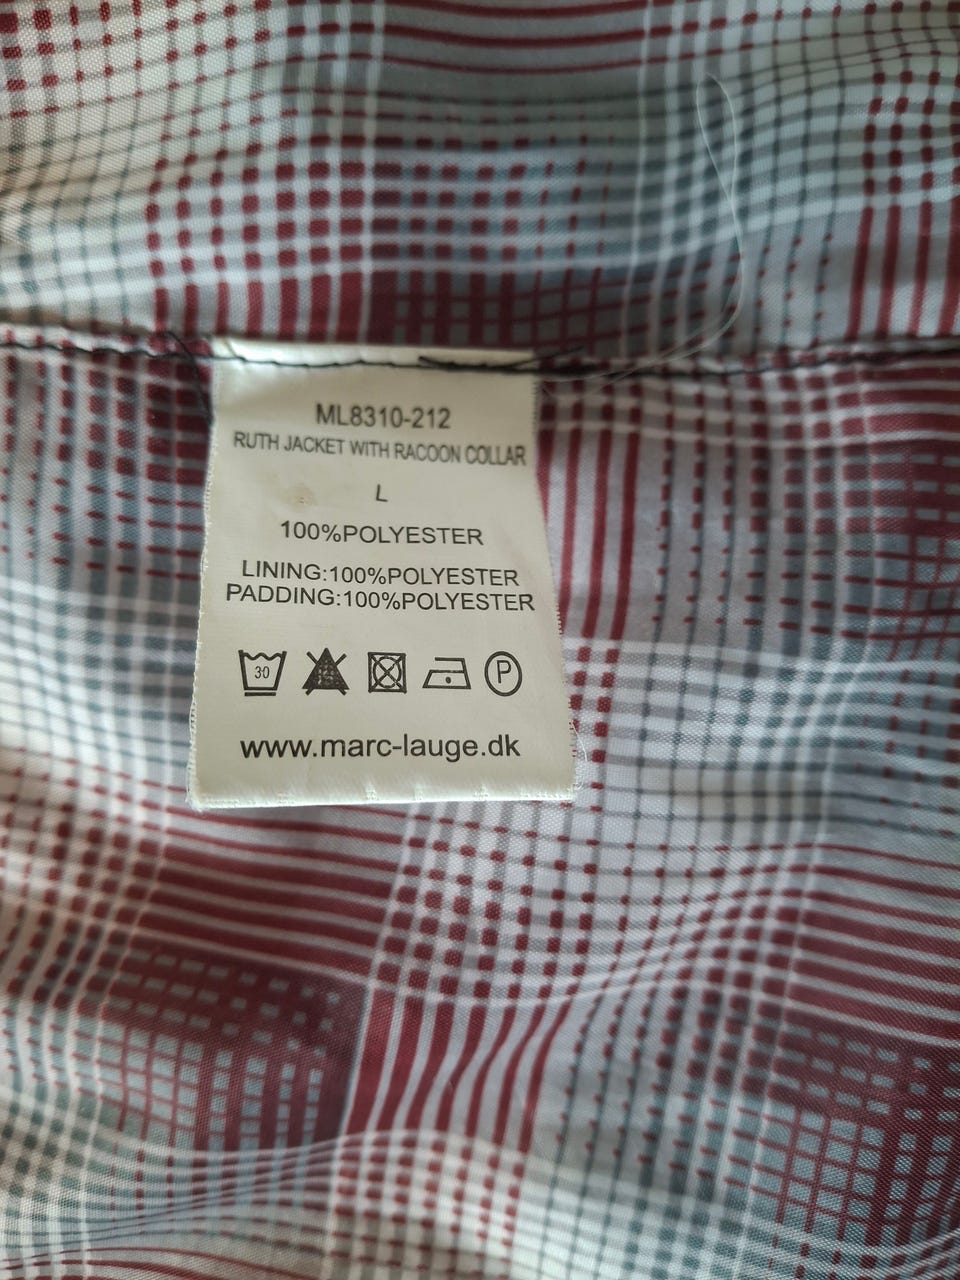 ML8310-212
RUTH JACKET WITH RACOON COLLAR
L
100%POLYESTER
LINING:100%POLYESTER
PADDING:100%POLYESTER
30 P
www.marc-lauge.dk